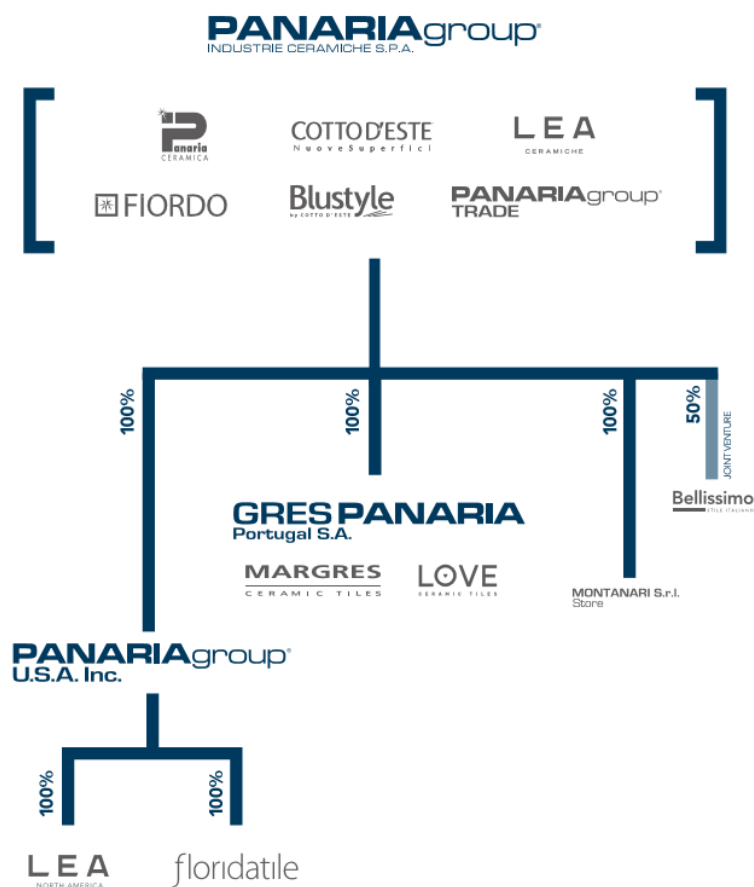 PANARIAgroup®
INDUSTRIE CERAMICHE S.P.A.
Panaria
CERAMICA
COTTO D'ESTE
NuoveSuperfici
LEA
CERAMICHE
FIORDO
Blustyle
by COTTO D'ESTE
PANARIAgroup®
TRADE
100%
100%
100%
50%
JOINT VENTURE
Bellissimo
STILE ITALIANO
GRESPANARIA
Portugal S.A.
MARGRES
CERAMIC TILES
LOVE
CERAMIC TILES
MONTANARI S.r.l.
Store
PANARIAgroup®
U.S.A. Inc.
100%
100%
LEA
NORTH AMERICA
floridatile